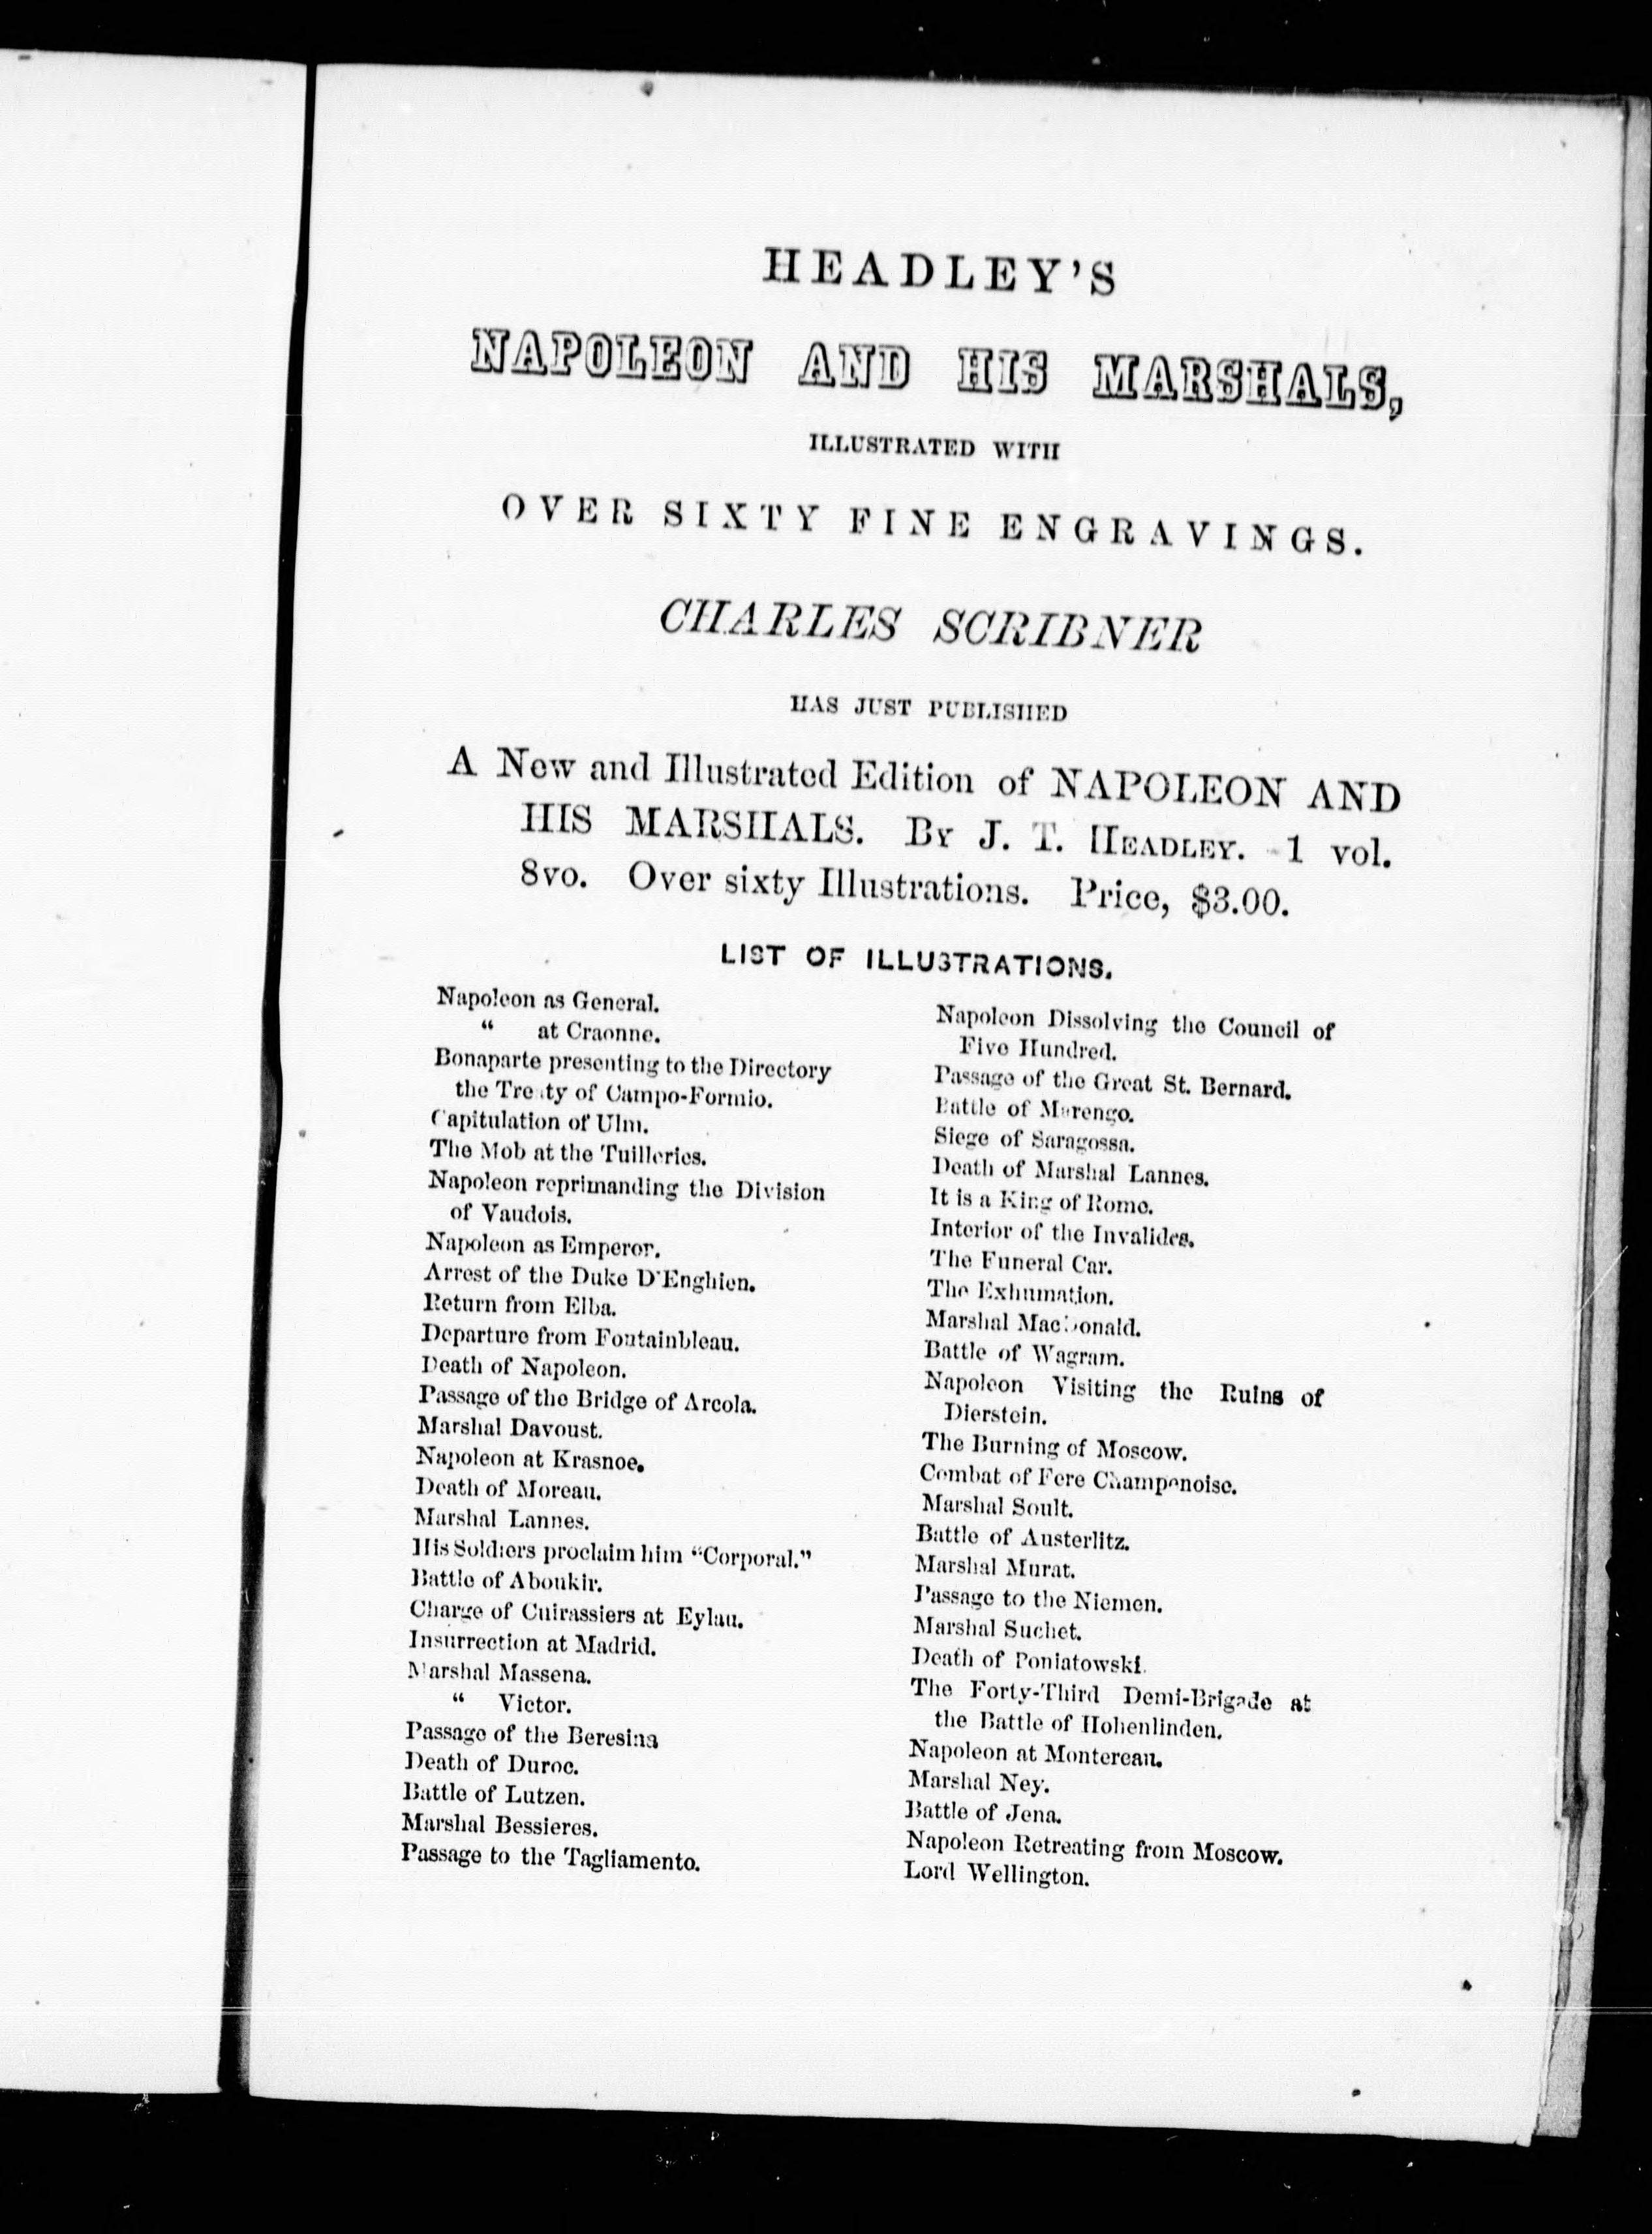 HEADLEY'S
NAPOLEON AND HIS MARSHALS,
ILLUSTRATED WITH
OVER SIXTY FINE ENGRAVINGS.
CHARLES SCRIBNER
HAS JUST PUBLISHED
A New and Illustrated Edition of NAPOLEON AND
HIS MARSHALS. By J. T. Headley. 1 vol.
8vo. Over sixty Illustrations. Price, $3.00.
LIST OF ILLUSTRATIONS.
Napoleon as General.
“ at Craonne.
Bonaparte presenting to the Directory
the Treaty of Campo-Formio.
Capitulation of Ulm.
The Mob at the Tuilleries.
Napoleon reprimanding the Division
of Vaudois.
Napoleon as Emperor.
Arrest of the Duke D'Enghien.
Return from Elba.
Departure from Fontainbleau.
Death of Napoleon.
Passage of the Bridge of Arcola.
Marshal Davoust.
Napoleon at Krasnoe.
Death of Moreau.
Marshal Lannes.
His Soldiers proclaim him “Corporal.”
Battle of Aboukir.
Charge of Cuirassiers at Eylau.
Insurrection at Madrid.
Marshal Massena.
“ Victor.
Passage of the Beresina
Death of Duroc.
Battle of Lutzen.
Marshal Bessieres.
Passage to the Tagliamento.
Napoleon Dissolving the Council of
Five Hundred.
Passage of the Great St. Bernard.
Battle of Marengo.
Siege of Saragossa.
Death of Marshal Lannes.
It is a King of Rome.
Interior of the Invalides.
The Funeral Car.
The Exhumation.
Marshal MacDonald.
Battle of Wagram.
Napoleon Visiting the Ruins of
Dierstein.
The Burning of Moscow.
Combat of Fere Champenoise.
Marshal Soult.
Battle of Austerlitz.
Marshal Murat.
Passage to the Niemen.
Marshal Suchet.
Death of Poniatowski.
The Forty-Third Demi-Brigade at
the Battle of Hohenlinden.
Napoleon at Montereau.
Marshal Ney.
Battle of Jena.
Napoleon Retreating from Moscow.
Lord Wellington.